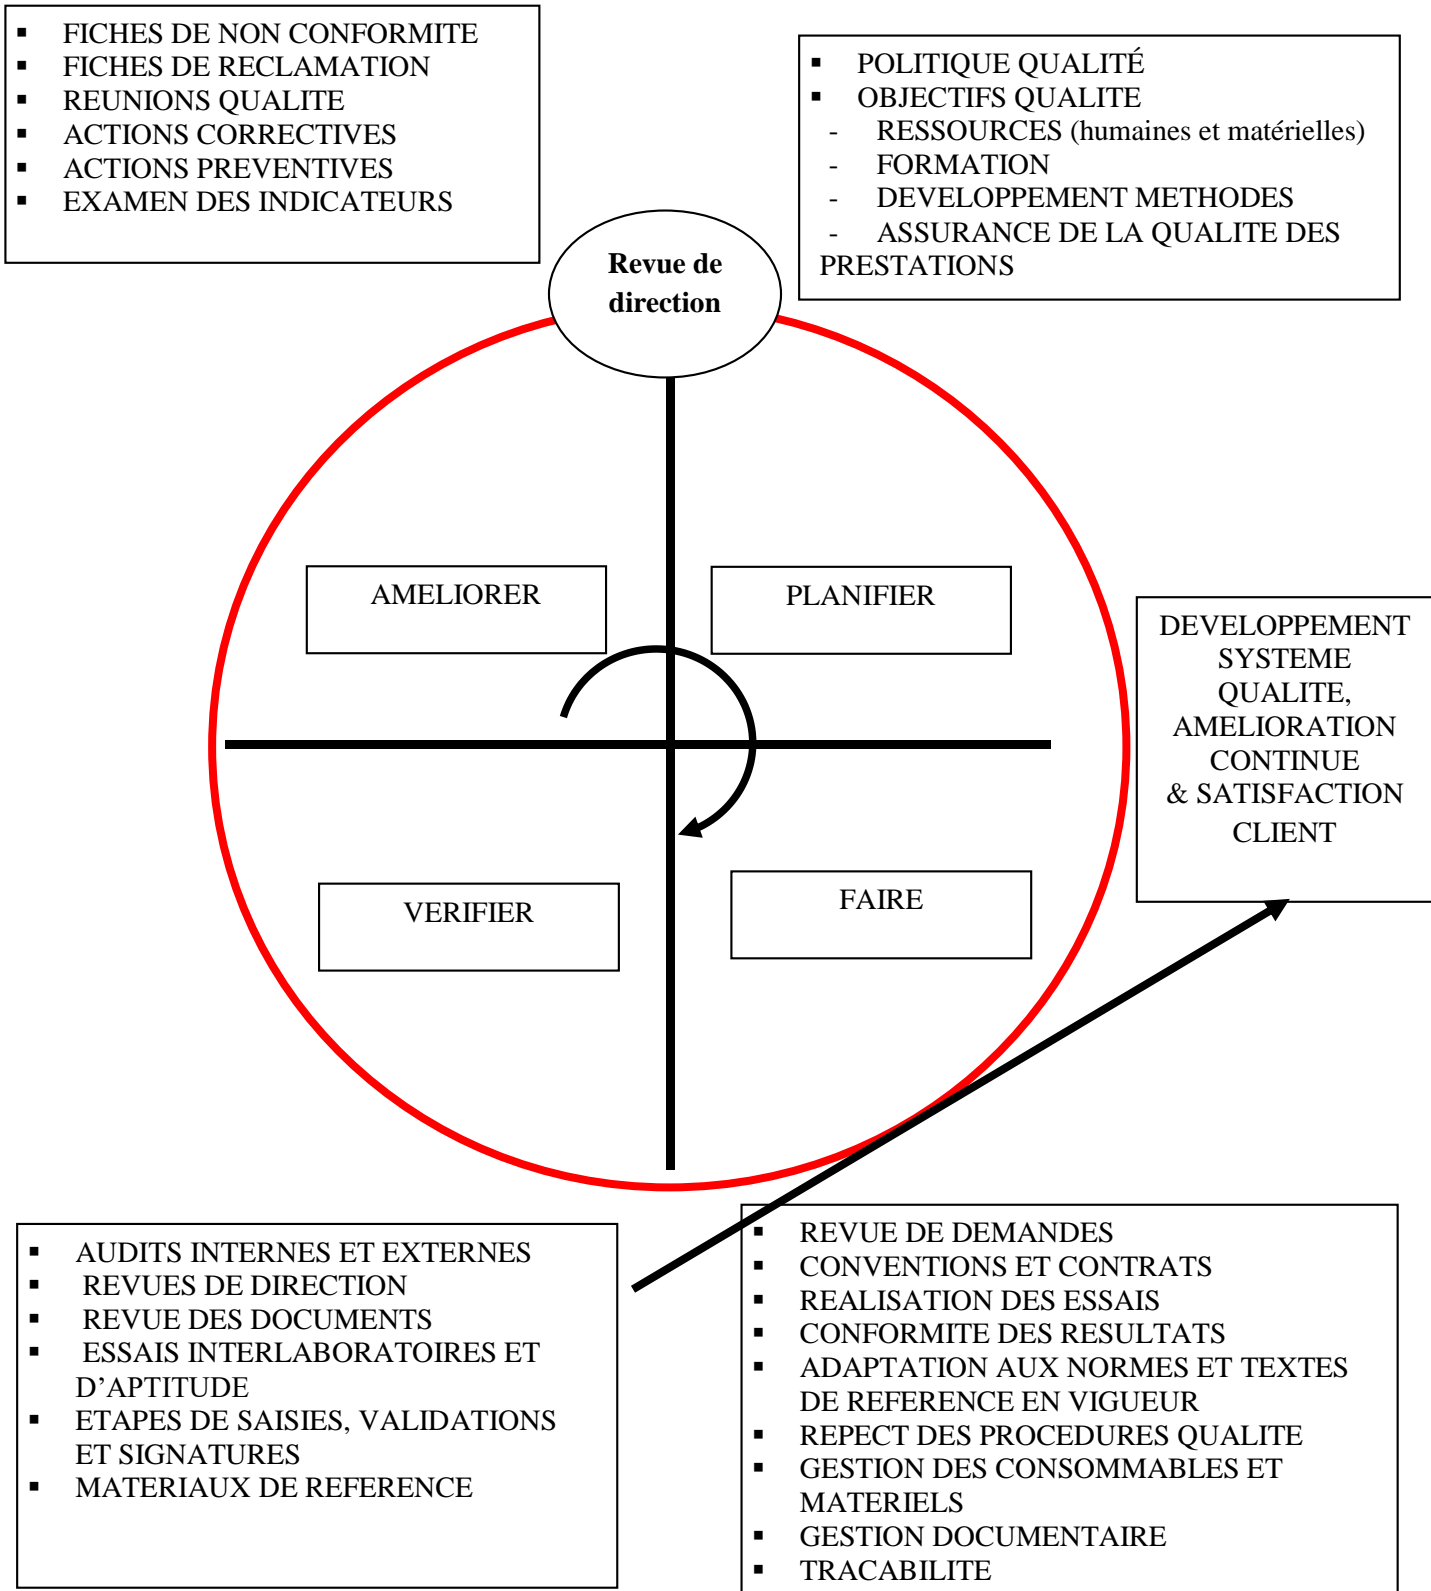 ▪ FICHES DE NON CONFORMITE
▪ FICHES DE RECLAMATION
▪ REUNIONS QUALITE
▪ ACTIONS CORRECTIVES
▪ ACTIONS PREVENTIVES
▪ EXAMEN DES INDICATEURS
▪ POLITIQUE QUALITÉ
▪ OBJECTIFS QUALITE
- RESSOURCES (humaines et matérielles)
- FORMATION
- DEVELOPPEMENT METHODES
- ASSURANCE DE LA QUALITE DES
PRESTATIONS
Revue de
direction
AMELIORER
PLANIFIER
DEVELOPPEMENT
SYSTEME
QUALITE,
AMELIORATION
CONTINUE
& SATISFACTION
CLIENT
VERIFIER
FAIRE
▪ AUDITS INTERNES ET EXTERNES
▪ REVUES DE DIRECTION
▪ REVUE DES DOCUMENTS
▪ ESSAIS INTERLABORATOIRES ET
D’APTITUDE
▪ ETAPES DE SAISIES, VALIDATIONS
ET SIGNATURES
▪ MATERIAUX DE REFERENCE
▪ REVUE DE DEMANDES
▪ CONVENTIONS ET CONTRATS
▪ REALISATION DES ESSAIS
▪ CONFORMITE DES RESULTATS
▪ ADAPTATION AUX NORMES ET TEXTES
DE REFERENCE EN VIGUEUR
▪ REPECT DES PROCEDURES QUALITE
▪ GESTION DES CONSOMMABLES ET
MATERIELS
▪ GESTION DOCUMENTAIRE
▪ TRACABILITE